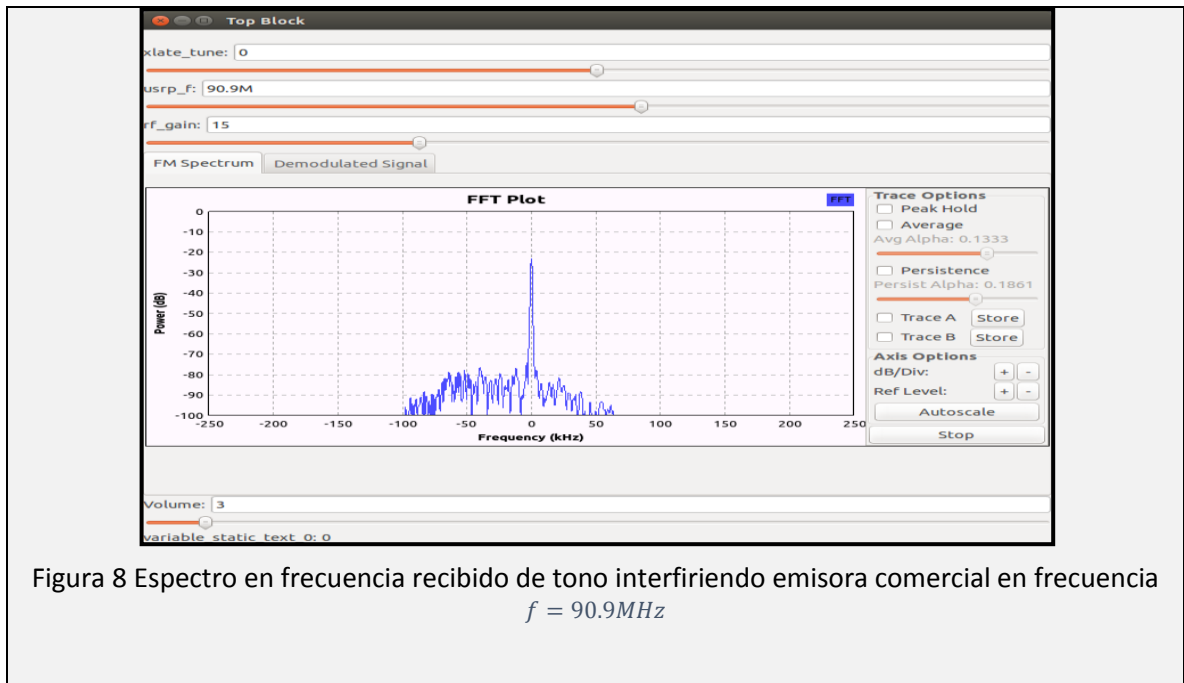 Top Block
xlate_tune: 0
usrp_f: 90.9M
rf_gain: 15
FM Spectrum Demodulated Signal
FFT Plot
FFT
Power (dB)
0
-10
-20
-30
-40
-50
-60
-70
-80
-90
-100
-250 -200 -150 -100 -50 0 50 100 150 200 250
Frequency (kHz)
Trace Options
Peak Hold
Average
Avg Alpha: 0.1333
Persistence
Persist Alpha: 0.1861
Trace A Store
Trace B Store
Axis Options
dB/Div: + -
Ref Level: + -
Autoscale
Stop
Volume: 3
variable_static_text_0: 0
Figura 8 Espectro en frecuencia recibido de tono interfiriendo emisora comercial en frecuencia
f = 90.9MHz